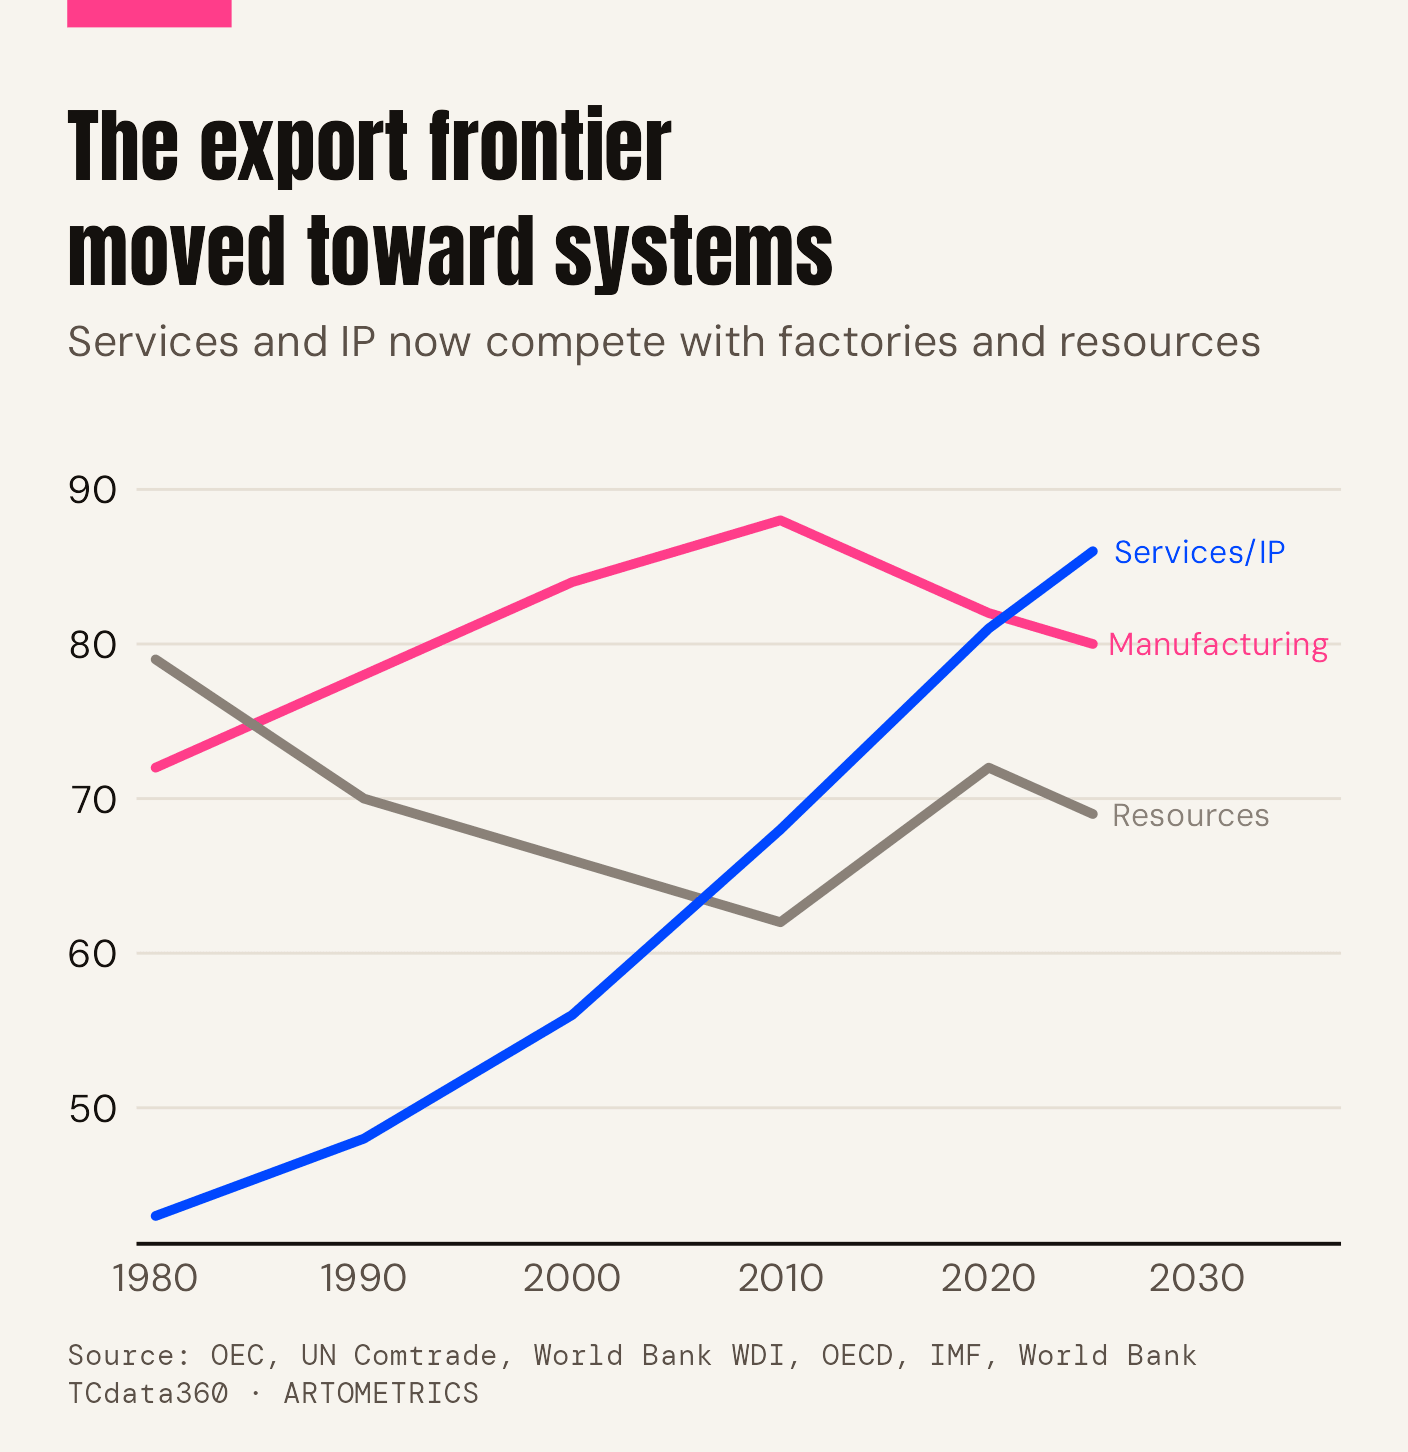 The export frontier
moved toward systems
Services and IP now compete with factories and resources
90
80
70
60
50
Services/IP
Manufacturing
Resources
1980 1990 2000 2010 2020 2030
Source: OEC, UN Comtrade, World Bank WDI, OECD, IMF, World Bank
TCdata360 · ARTOMETRICS